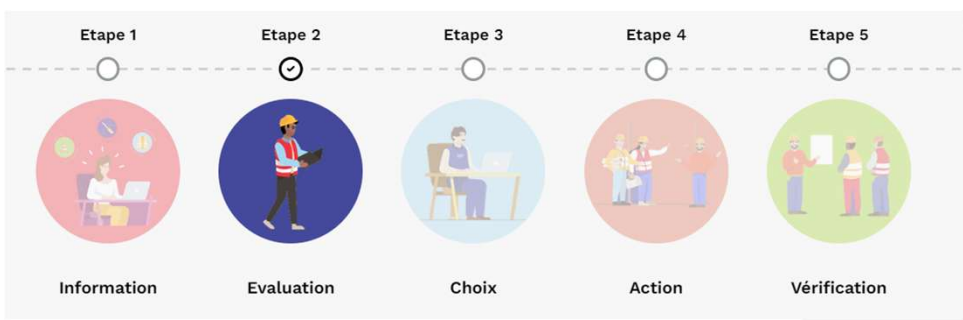 Etape 1
Etape 2
Etape 3
Etape 4
Etape 5
Information
Evaluation
Choix
Action
Vérification